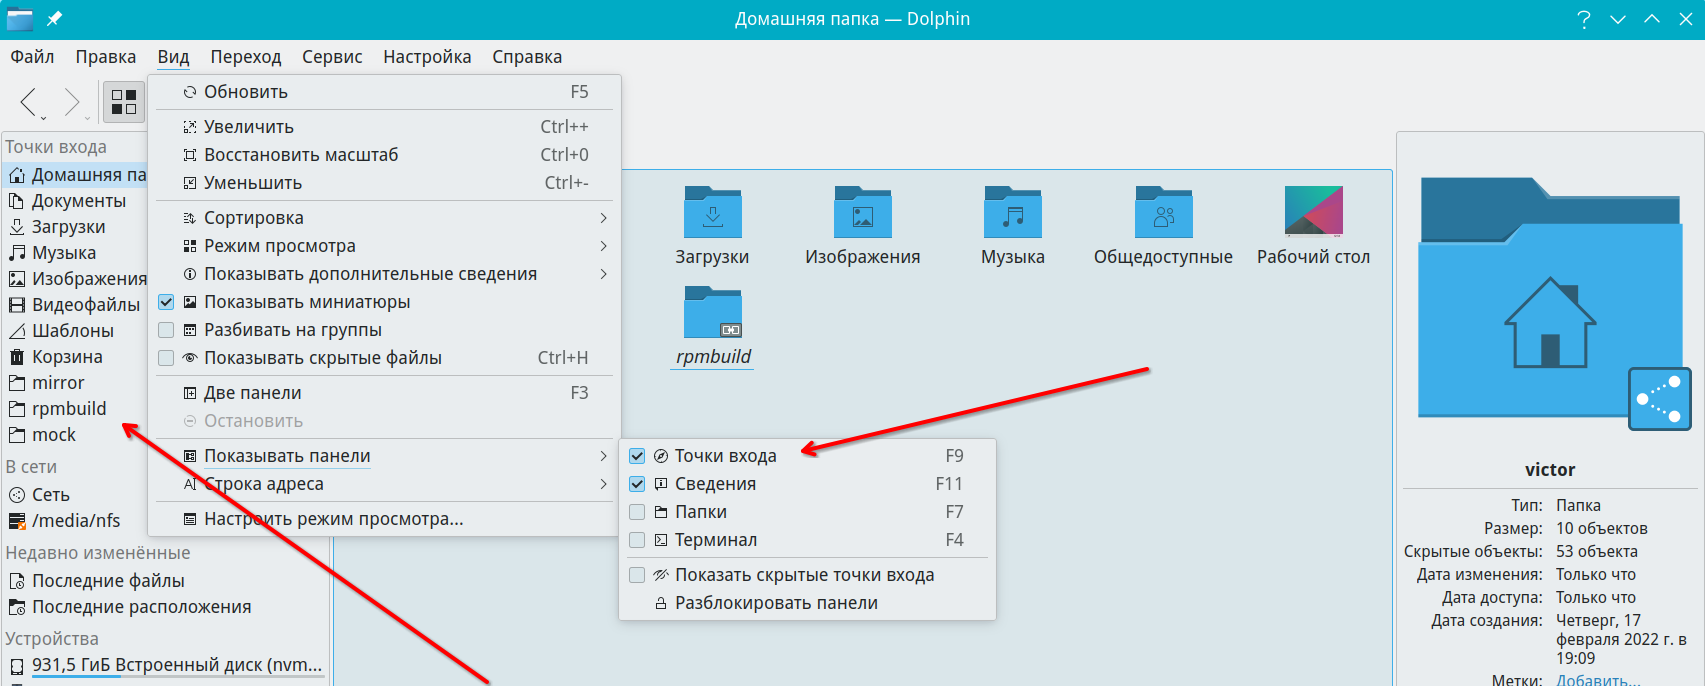 Домашняя папка — Dolphin
Файл Правка Вид Переход Сервис Настройка Справка
Точки входа
Домашняя па
Документы
Загрузки
Музыка
Изображения
Видеофайлы
Шаблоны
Корзина
mirror
rpmbuild
mock
В сети
Сеть
/media/nfs
Недавно изменённые
Последние файлы
Последние расположения
Устройства
931,5 ГиБ Встроенный диск (nvm...
Обновить F5
Увеличить Ctrl++
Восстановить масштаб Ctrl+0
Уменьшить Ctrl+-
Сортировка
Режим просмотра
Показывать дополнительные сведения
Показывать миниатюры
Разбивать на группы
Показывать скрытые файлы Ctrl+H
Две панели F3
Остановить
Показывать панели
Строка адреса
Настроить режим просмотра...
Точки входа F9
Сведения F11
Папки F7
Терминал F4
Показать скрытые точки входа
Разблокировать панели
Загрузки
Изображения
Музыка
Общедоступные
Рабочий стол
rpmbuild
victor
Тип: Папка
Размер: 10 объектов
Скрытые объекты: 53 объекта
Дата изменения: Только что
Дата доступа: Только что
Дата создания: Четверг, 17
февраля 2022 г. в
19:09
Метки: Добавить...